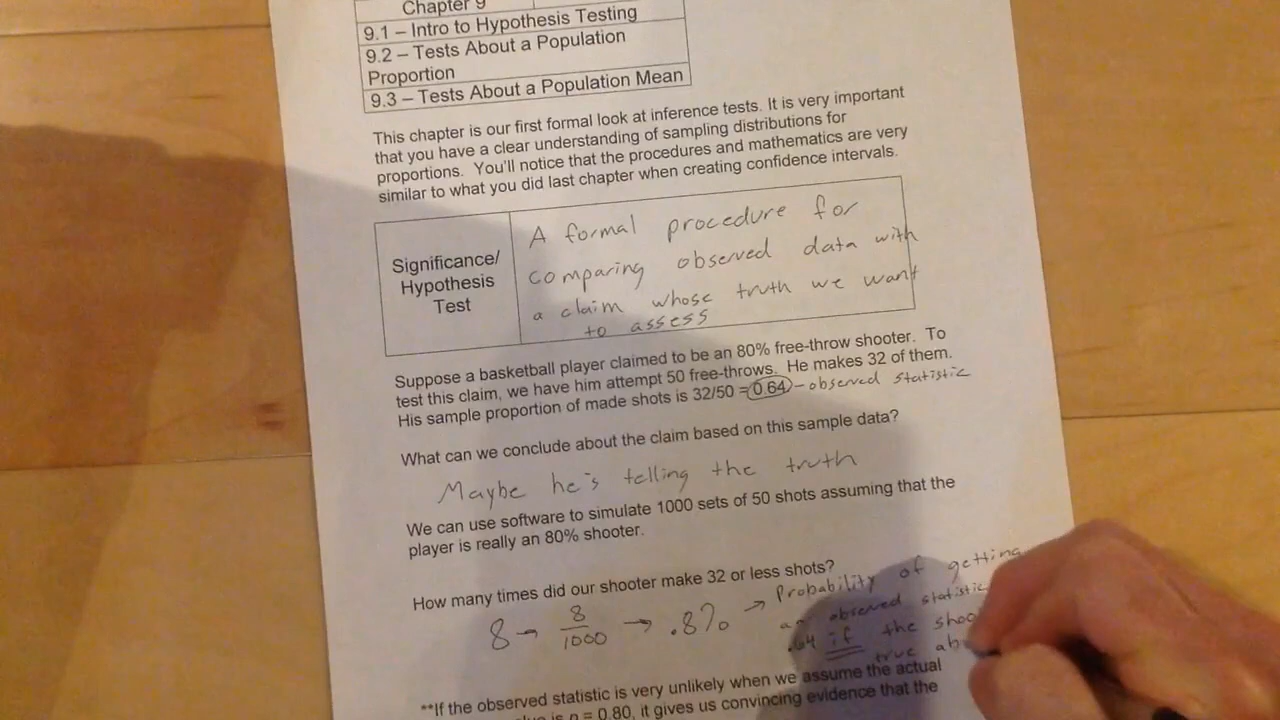 Chapter 9
9.1 – Intro to Hypothesis Testing
9.2 – Tests About a Population
Proportion
9.3 – Tests About a Population Mean
This chapter is our first formal look at inference tests. It is very important
that you have a clear understanding of sampling distributions for
proportions. You'll notice that the procedures and mathematics are very
similar to what you did last chapter when creating confidence intervals.
Significance/
Hypothesis
Test
A formal procedure for
comparing observed data with
a claim whose truth we want
to assess
Suppose a basketball player claimed to be an 80% free-throw shooter. To
test this claim, we have him attempt 50 free-throws. He makes 32 of them.
His sample proportion of made shots is 32/50 = 0.64 – observed statistic
What can we conclude about the claim based on this sample data?
Maybe he's telling the truth
We can use software to simulate 1000 sets of 50 shots assuming that the
player is really an 80% shooter.
How many times did our shooter make 32 or less shots?
8 → 8/1000 → .8% → Probability of getting
an observed statistic
.64 if the
true
**If the observed statistic is very unlikely when we assume the actual
is p = 0.80, it gives us convincing evidence that the